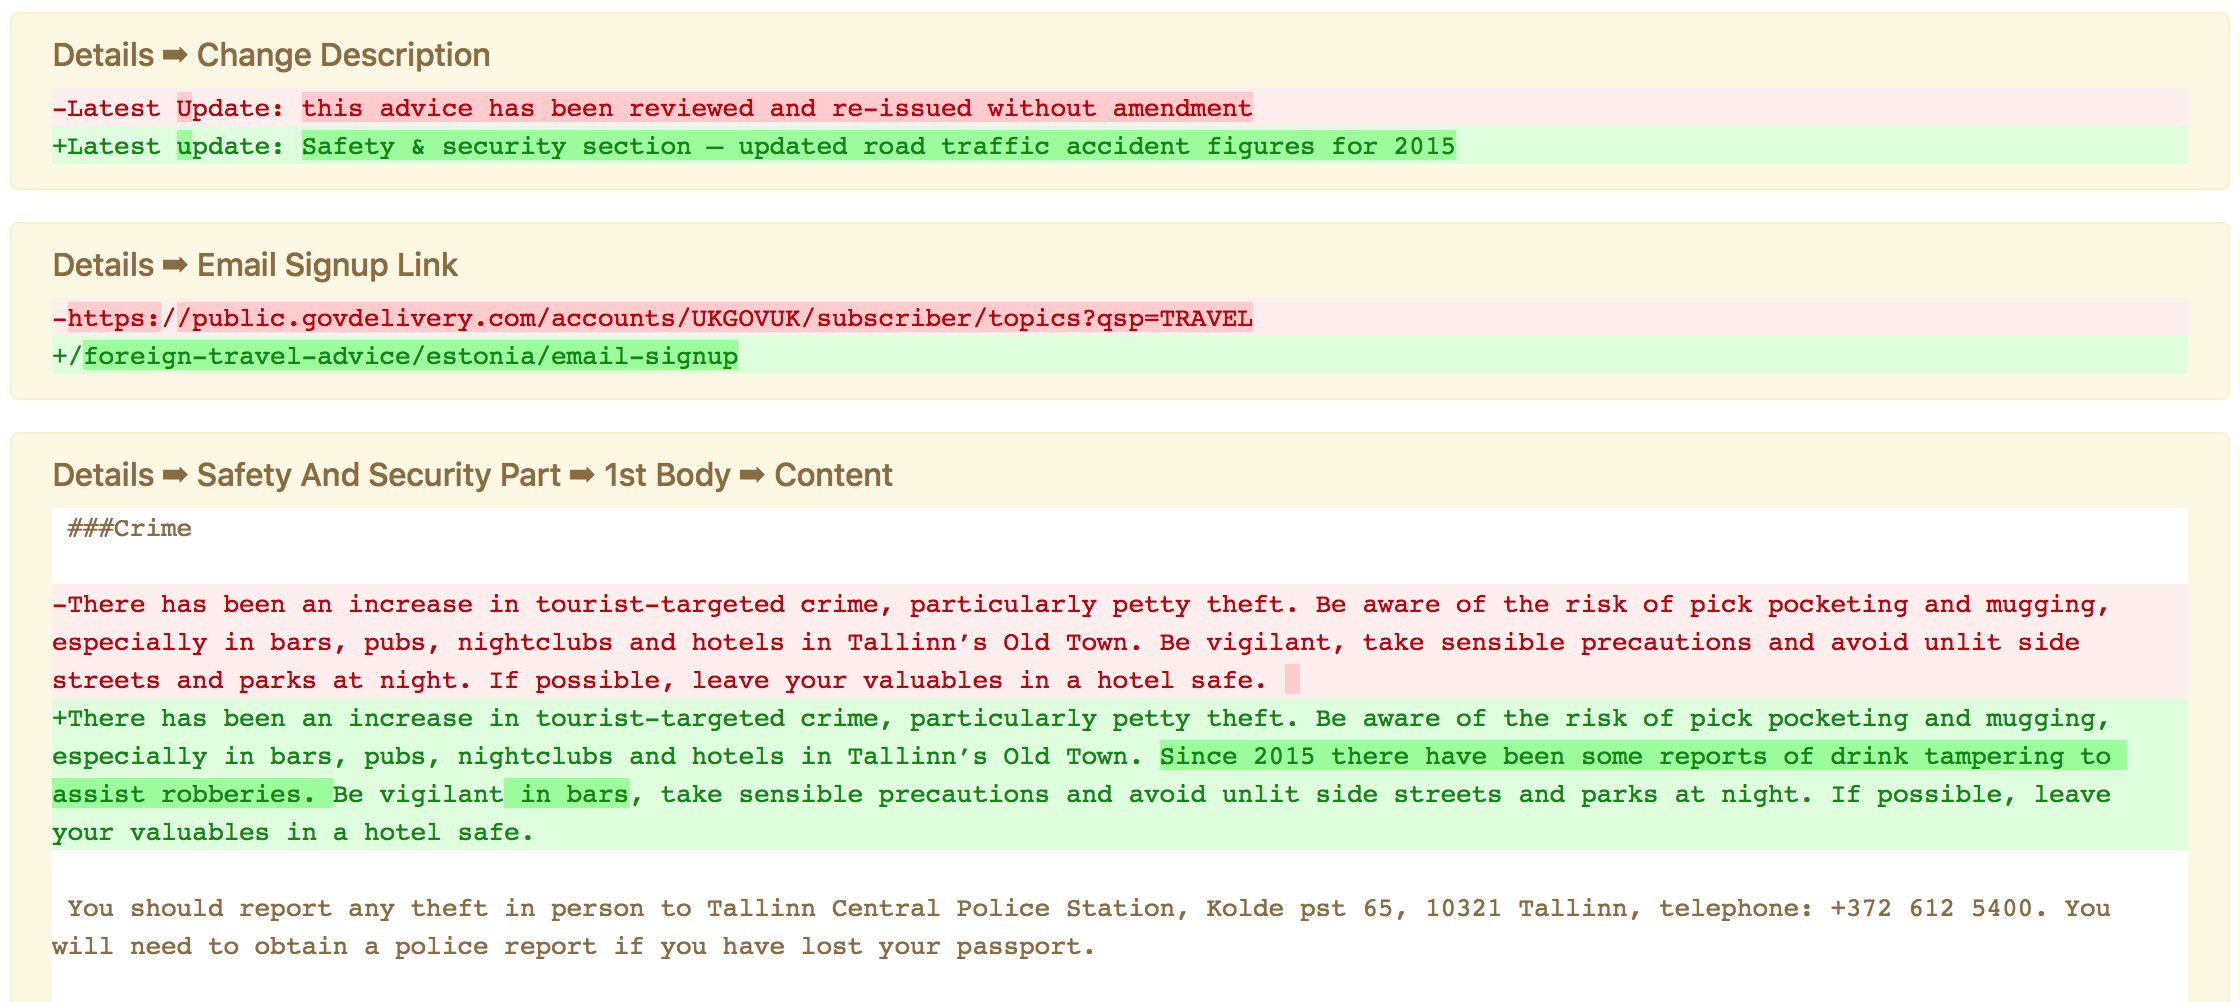 Details ➡ Change Description
-Latest Update: this advice has been reviewed and re-issued without amendment
+Latest update: Safety & security section – updated road traffic accident figures for 2015
Details ➡ Email Signup Link
-https://public.govdelivery.com/accounts/UKGOVUK/subscriber/topics?qsp=TRAVEL
+/foreign-travel-advice/estonia/email-signup
Details ➡ Safety And Security Part ➡ 1st Body ➡ Content
###Crime
-There has been an increase in tourist-targeted crime, particularly petty theft. Be aware of the risk of pick pocketing and mugging,
especially in bars, pubs, nightclubs and hotels in Tallinn’s Old Town. Be vigilant, take sensible precautions and avoid unlit side
streets and parks at night. If possible, leave your valuables in a hotel safe.
+There has been an increase in tourist-targeted crime, particularly petty theft. Be aware of the risk of pick pocketing and mugging,
especially in bars, pubs, nightclubs and hotels in Tallinn’s Old Town. Since 2015 there have been some reports of drink tampering to
assist robberies. Be vigilant in bars, take sensible precautions and avoid unlit side streets and parks at night. If possible, leave
your valuables in a hotel safe.
You should report any theft in person to Tallinn Central Police Station, Kolde pst 65, 10321 Tallinn, telephone: +372 612 5400. You
will need to obtain a police report if you have lost your passport.